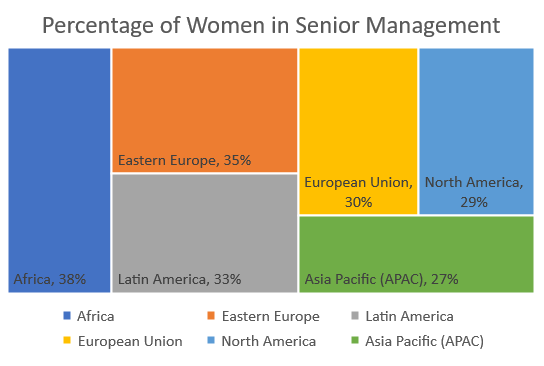 Percentage of Women in Senior Management
Eastern Europe, 35%
European Union,
30%
North America,
29%
Africa, 38%
Latin America, 33%
Asia Pacific (APAC), 27%
Africa
Eastern Europe
Latin America
European Union
North America
Asia Pacific (APAC)